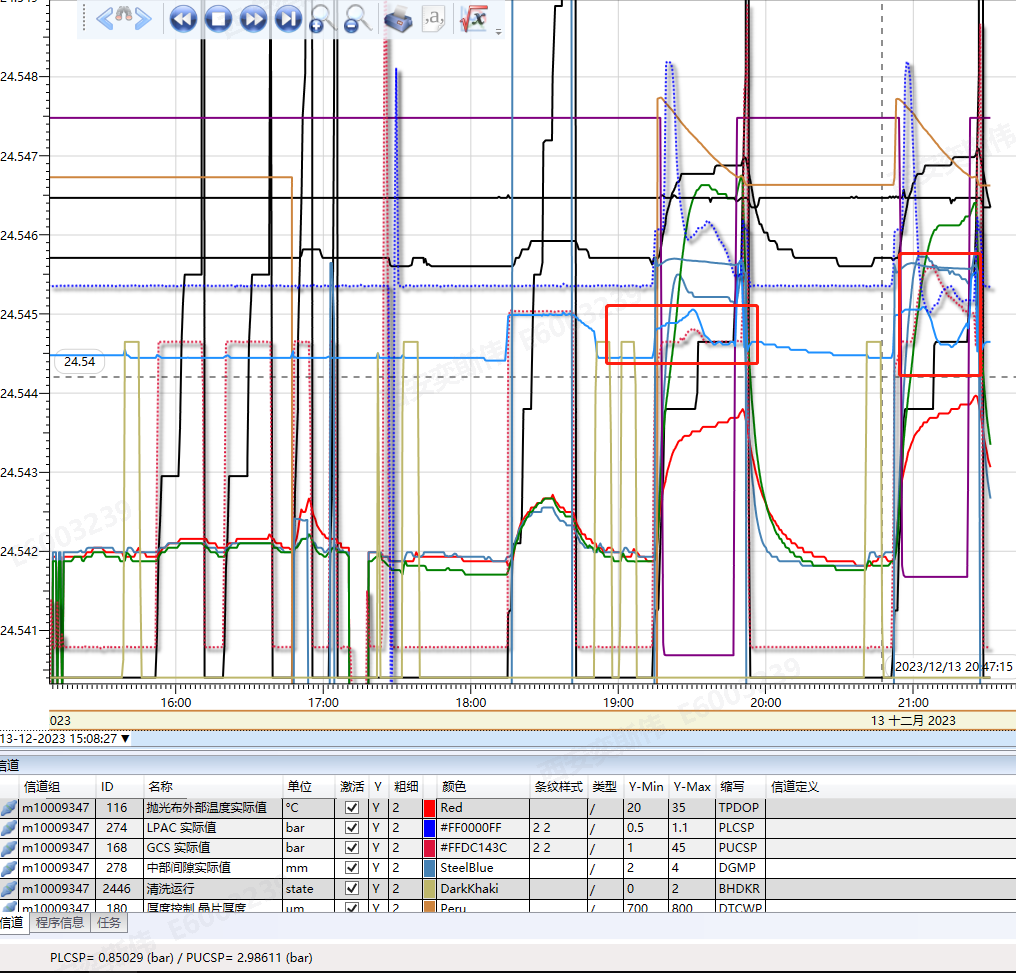 24.548
24.547
24.546
24.545
24.54
24.544
24.543
24.542
24.541
2023/12/13 20:47:15
16:00 17:00 18:00 19:00 20:00 21:00
023 13 十二月 2023
13-12-2023 15:08:27 ▼
信道
信道组 ID 名称 单位 激活 Y 粗细 颜色 条纹样式 类型 Y-Min Y-Max 缩写 信道定义
m10009347 116 抛光布外部温度实际值 °C Y 2 Red / 20 35 TPDOP
m10009347 274 LPAC 实际值 bar Y 2 #FF0000FF 2 2 / 0.5 1.1 PLCSP
m10009347 168 GCS 实际值 bar Y 2 #FFDC143C 2 2 / 1 45 PUCSP
m10009347 278 中部间隙实际值 mm Y 2 SteelBlue / 2 4 DGMP
m10009347 2446 清洗运行 state Y 2 DarkKhaki / 0 2 BHDKR
m10009347 180 厚度控制 晶片厚度 um Y 2 Peru / 700 800 DTCWP
信道 程序信息 任务
PLCSP= 0.85029 (bar) / PUCSP= 2.98611 (bar)
E6003239
西安奕斯伟 E6003239